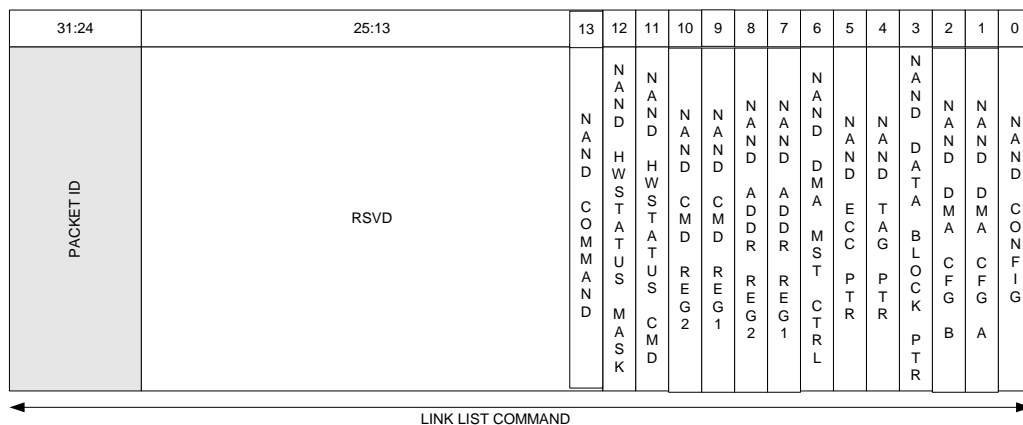 31:24 25:13 13 12 11 10 9 8 7 6 5 4 3 2 1 0
PACKET ID
RSVD
NAND COMMAND
NAND HWSTATUS MASK
NAND HWSTATUS CMD
NAND CMD REG2
NAND CMD REG1
NAND ADDR REG2
NAND ADDR REG1
NAND DMA MST CTRL
NAND ECC PTR
NAND TAG PTR
NAND DATA BLOCK PTR
NAND DMA CFG B
NAND DMA CFG A
NAND CONFIG
LINK LIST COMMAND